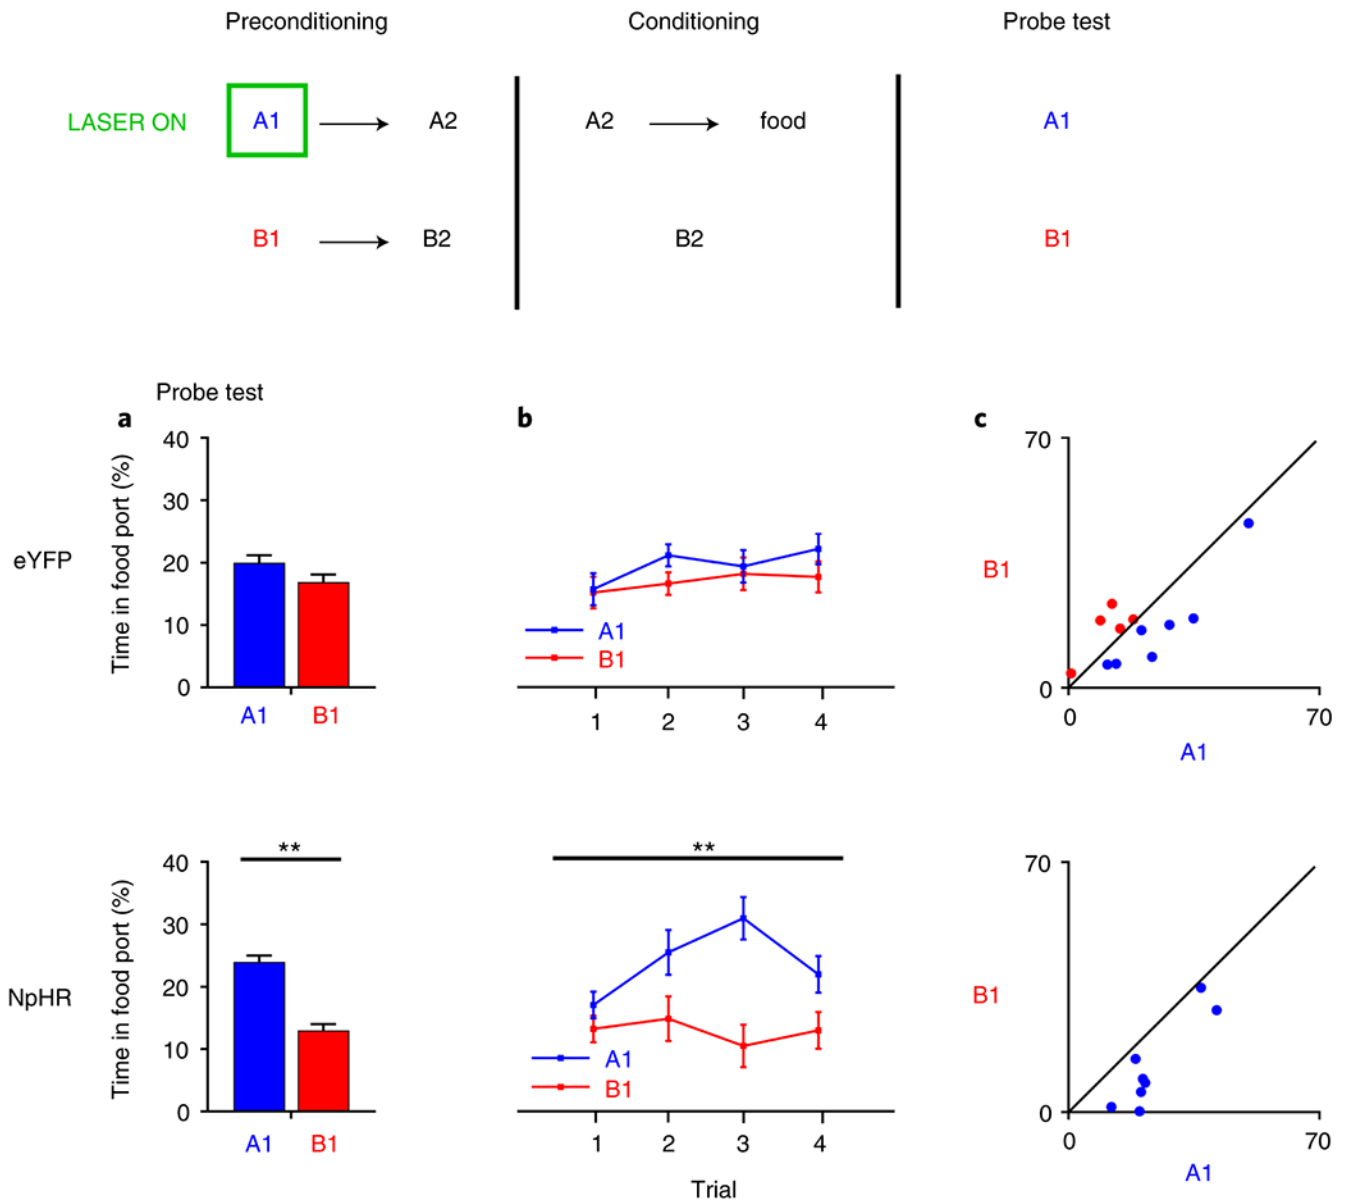 Preconditioning Conditioning Probe test
LASER ON A1 A2 A2 food A1
B1 B2 B2 B1
Probe test
a b c
eYFP
Time in food port (%)
40
30
20
10
0
A1 B1
A1
B1
1 2 3 4
70
B1
0
0 70
A1
NpHR
Time in food port (%)
40
30
20
10
0
**
A1 B1
**
A1
B1
1 2 3 4
Trial
70
B1
0
0 70
A1